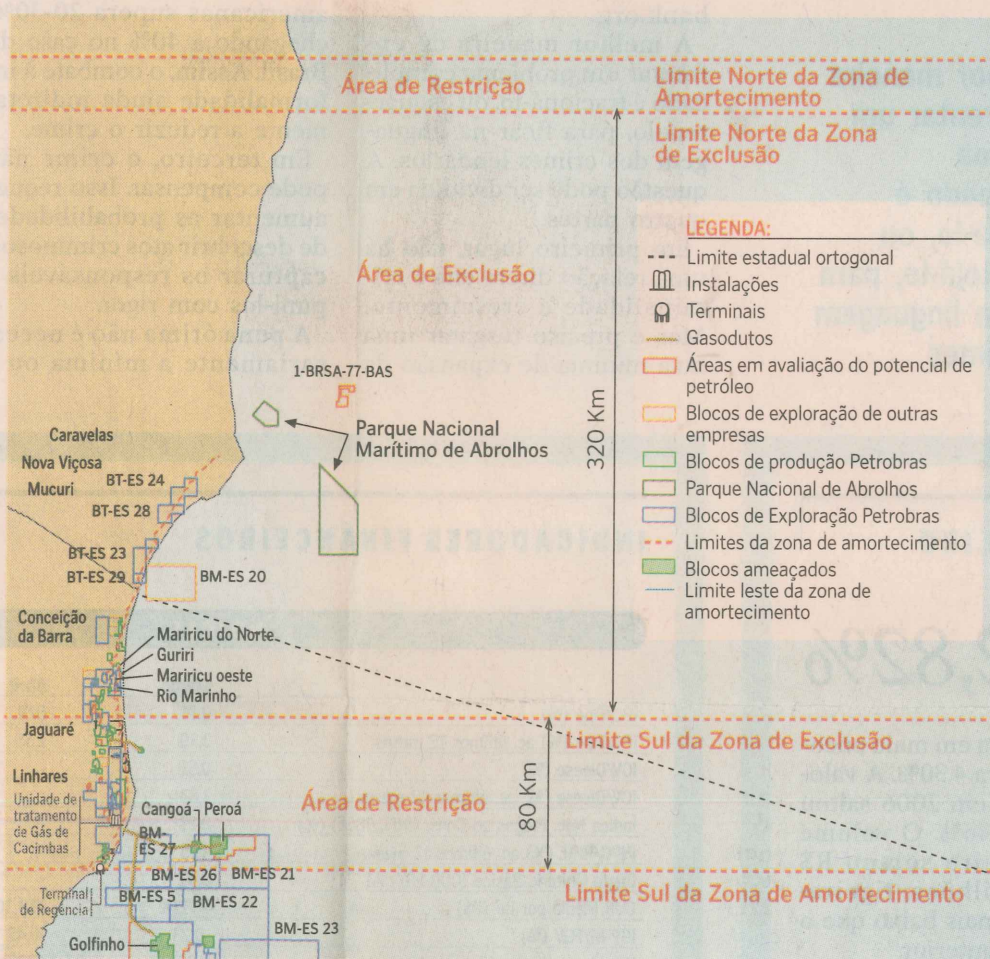 Área de Restrição
Limite Norte da Zona de
Amortecimento
Limite Norte da Zona
de Exclusão
LEGENDA:
Limite estadual ortogonal
Instalações
Terminais
Gasodutos
Áreas em avaliação do potencial de
petróleo
Blocos de exploração de outras
empresas
Blocos de produção Petrobras
Parque Nacional de Abrolhos
Blocos de Exploração Petrobras
Limites da zona de amortecimento
Blocos ameaçados
Limite leste da zona de
amortecimento
Área de Exclusão
1-BRSA-77-BAS
Parque Nacional
Marítimo de Abrolhos
320 Km
Caravelas
Nova Viçosa
Mucuri
BT-ES 24
BT-ES 28
BT-ES 23
BT-ES 29
BM-ES 20
Conceição
da Barra
Mariricu do Norte
Guriri
Mariricu oeste
Rio Marinho
Jaguaré
Limite Sul da Zona de Exclusão
Linhares
Unidade de
tratamento
de Gás de
Cacimbas
Cangoá
Peroá
Área de Restrição
80 Km
BM-
ES 27
BM-ES 26
BM-ES 21
Limite Sul da Zona de Amortecimento
Terminal
de Regência
BM-ES 5
BM-ES 22
BM-ES 23
Golfinho